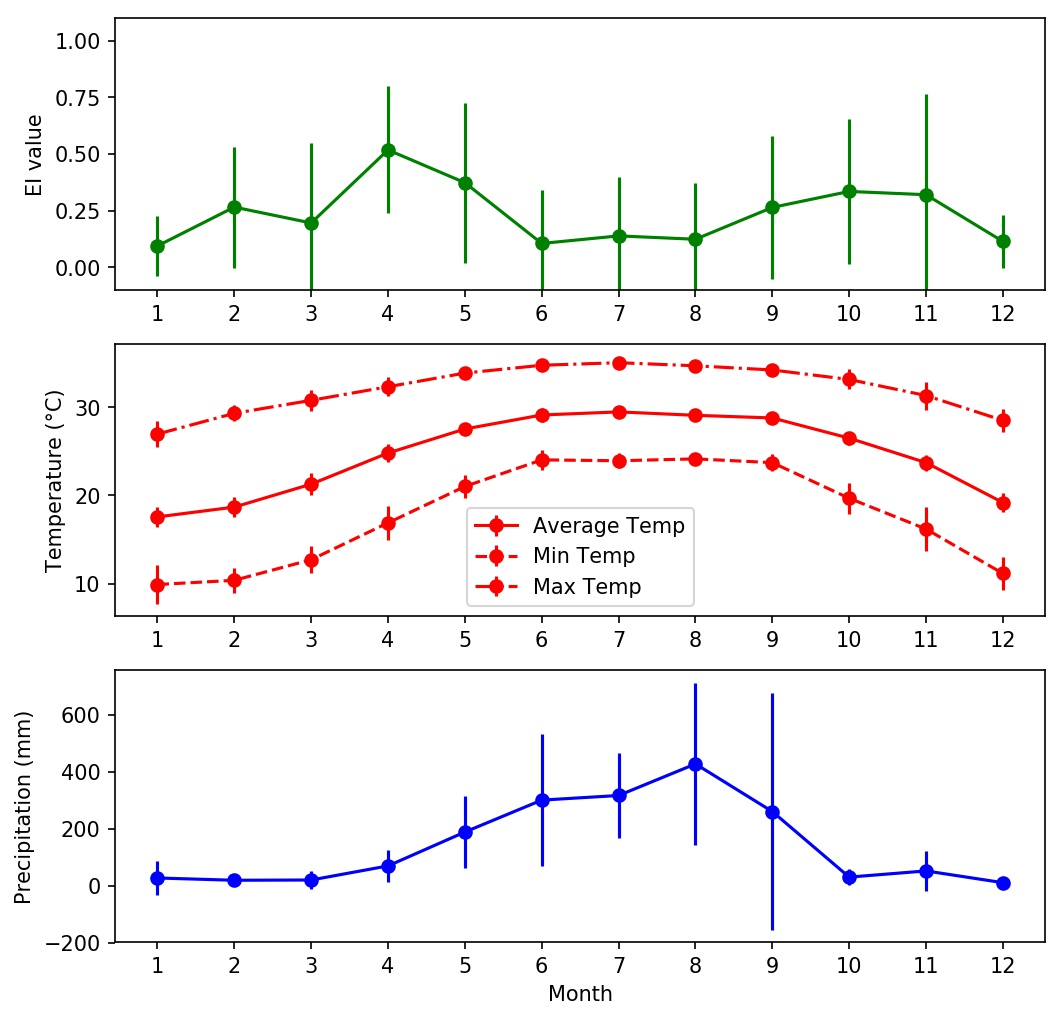 1.00
0.75
0.50
0.25
0.00
EI value
1 2 3 4 5 6 7 8 9 10 11 12
30
20
10
Temperature (°C)
Average Temp
Min Temp
Max Temp
1 2 3 4 5 6 7 8 9 10 11 12
600
400
200
0
−200
Precipitation (mm)
1 2 3 4 5 6 7 8 9 10 11 12
Month